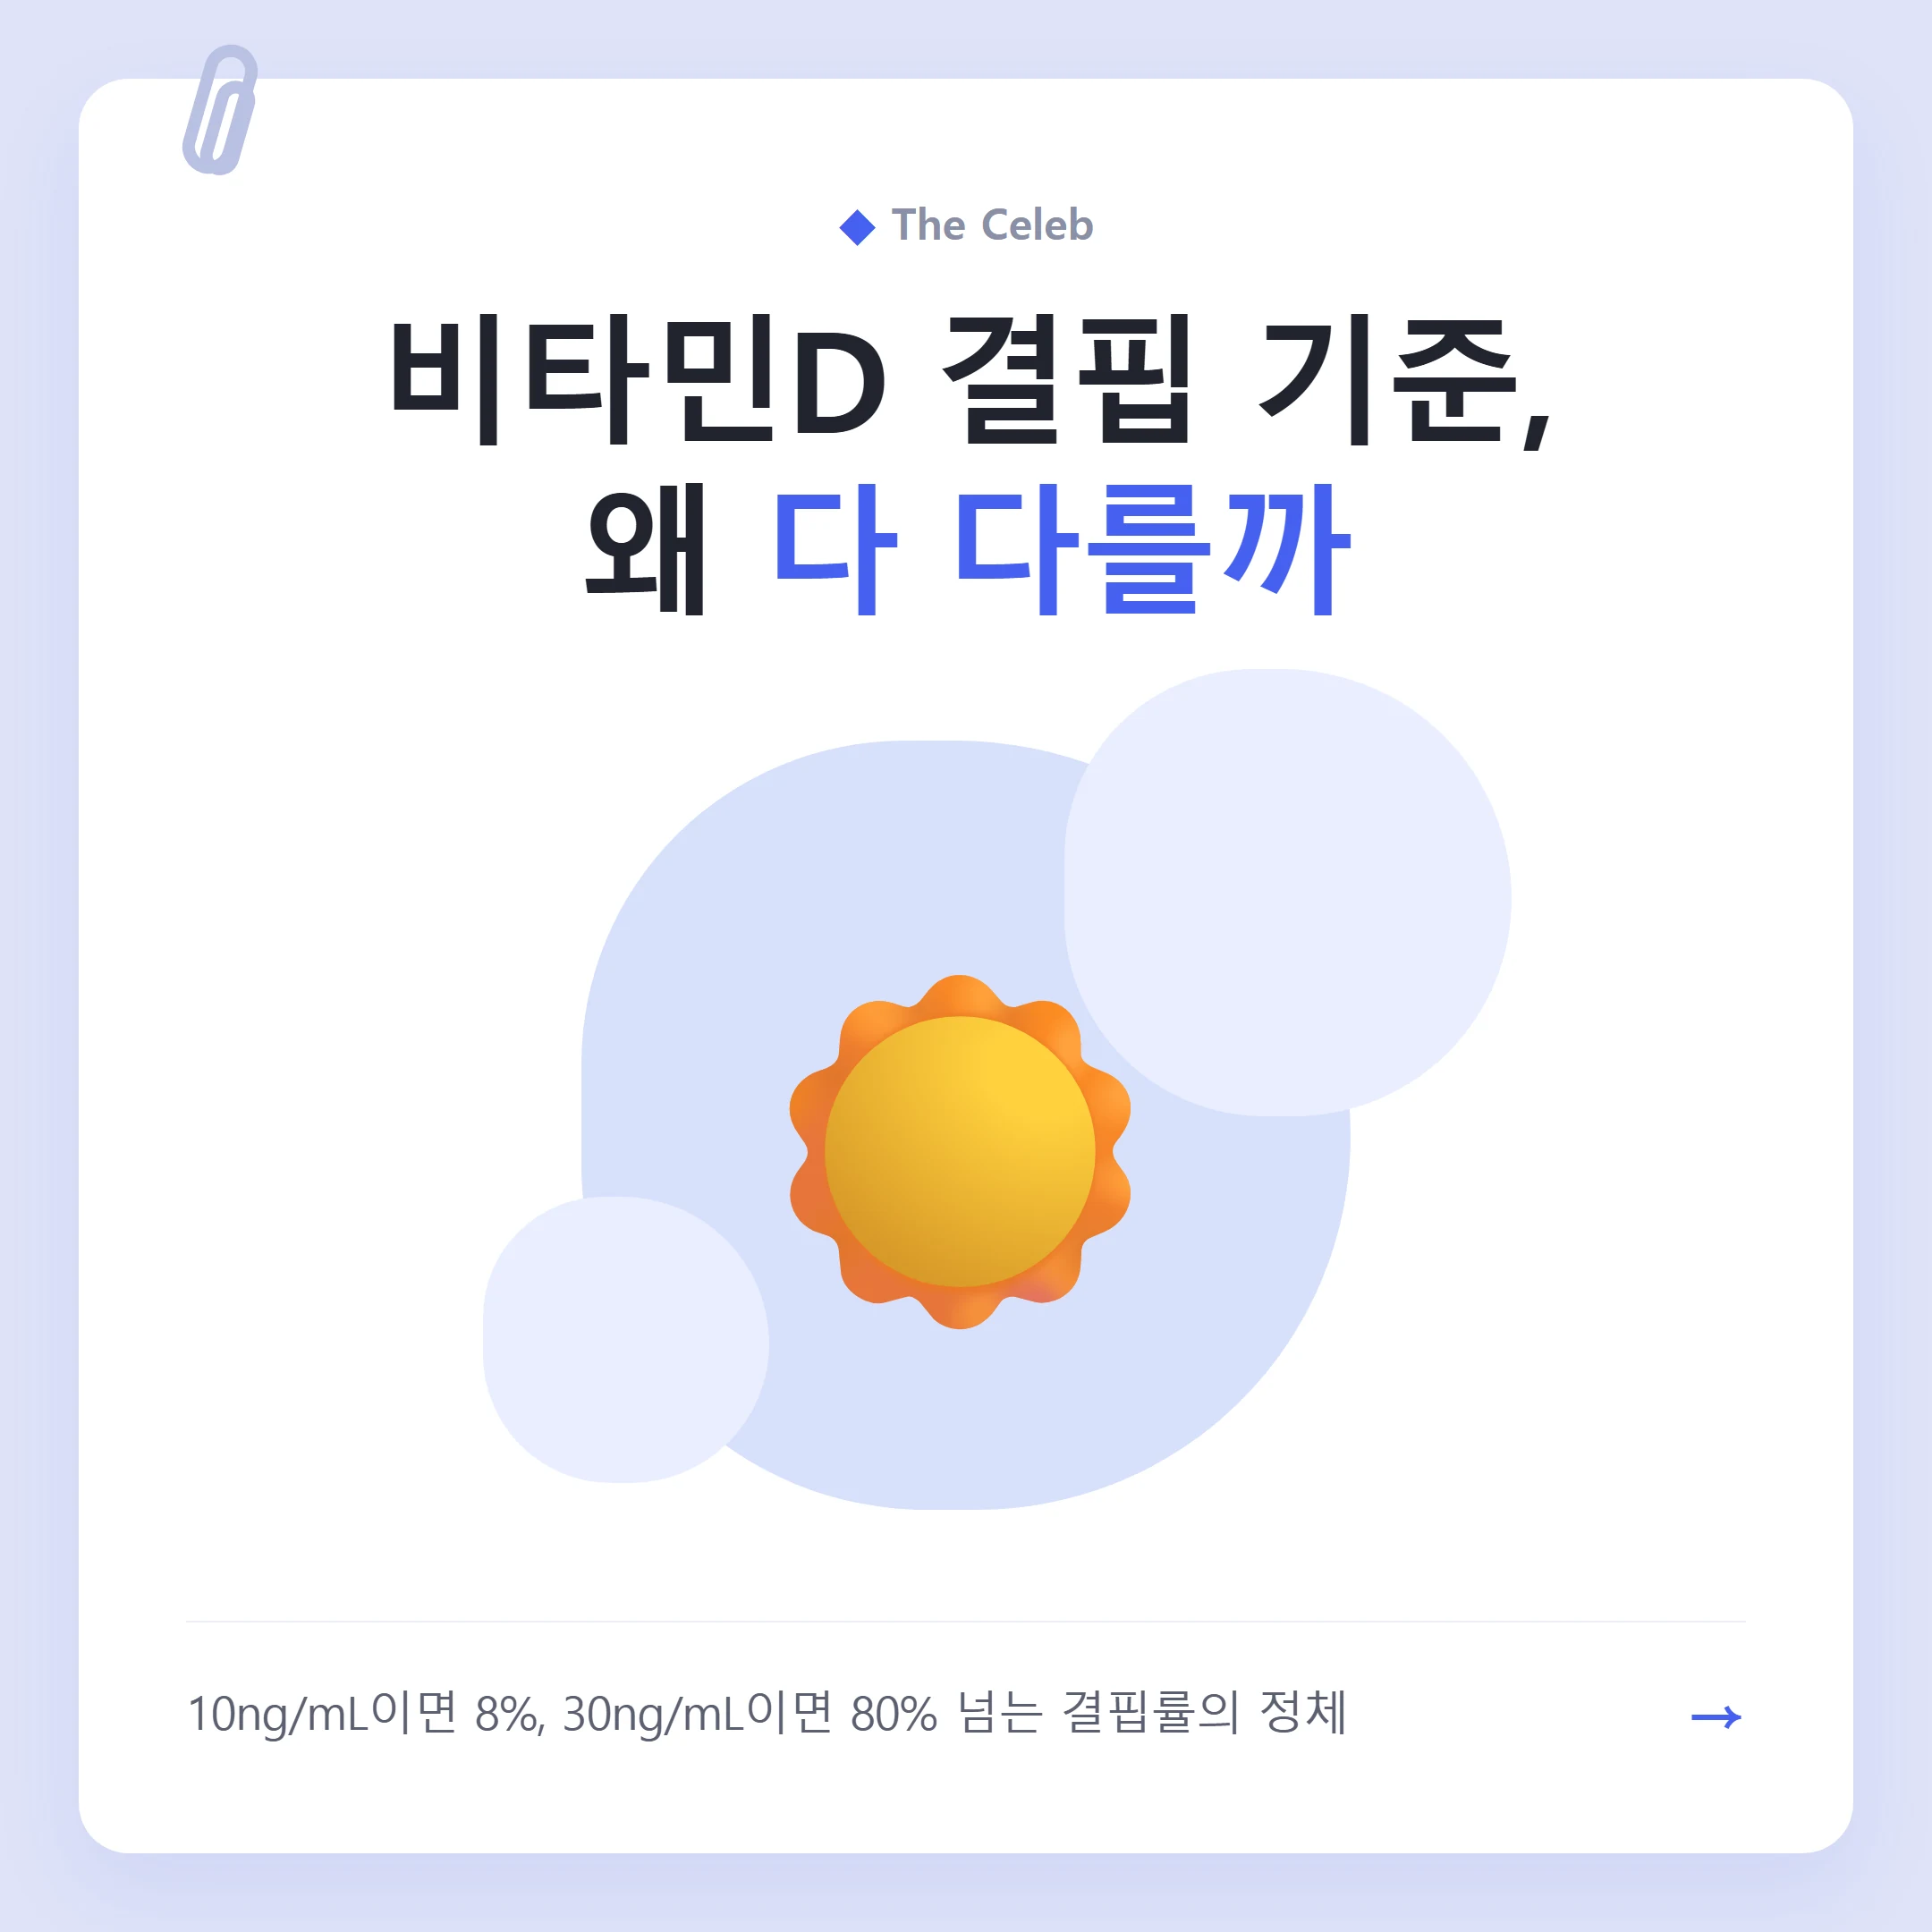 The Celeb
비타민D 결핍 기준,
왜 다 다를까
10ng/mL이면 8%, 30ng/mL이면 80% 넘는 결핍률의 정체
→